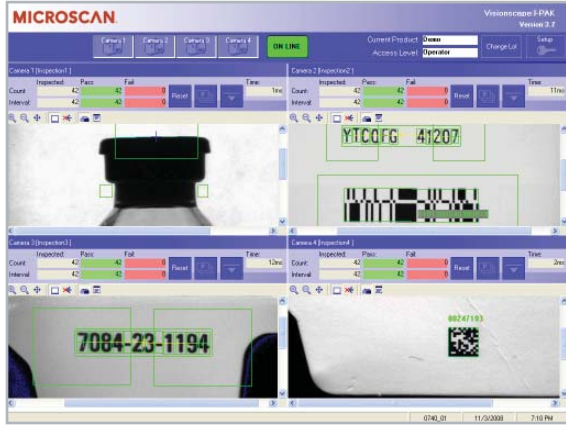 MICROSCAN.
Visionscape I-PAK
Version 3.7
Camera 1 Camera 2 Camera 3 Camera 4
ON LINE
Current Product: Demo
Access Level: Operator
Change Lot
Setup
Camera 1 [Inspection1]
Inspected: Pass: Fail: Time:
Count: 42 42 0 Reset 1ms
Interval: 42 42 0
Camera 2 [Inspection2]
Inspected: Pass: Fail: Time:
Count: 42 42 0 Reset 11ms
Interval: 42 42 0
YTCQFG 41207
Camera 3 [Inspection3]
Inspected: Pass: Fail: Time:
Count: 42 42 0 Reset 12ms
Interval: 42 42 0
7084-23-1194
Camera 4 [Inspection4]
Inspected: Pass: Fail: Time:
Count: 42 42 0 Reset 2ms
Interval: 42 42 0
00247193
0740_01 11/3/2008 7:10 PM